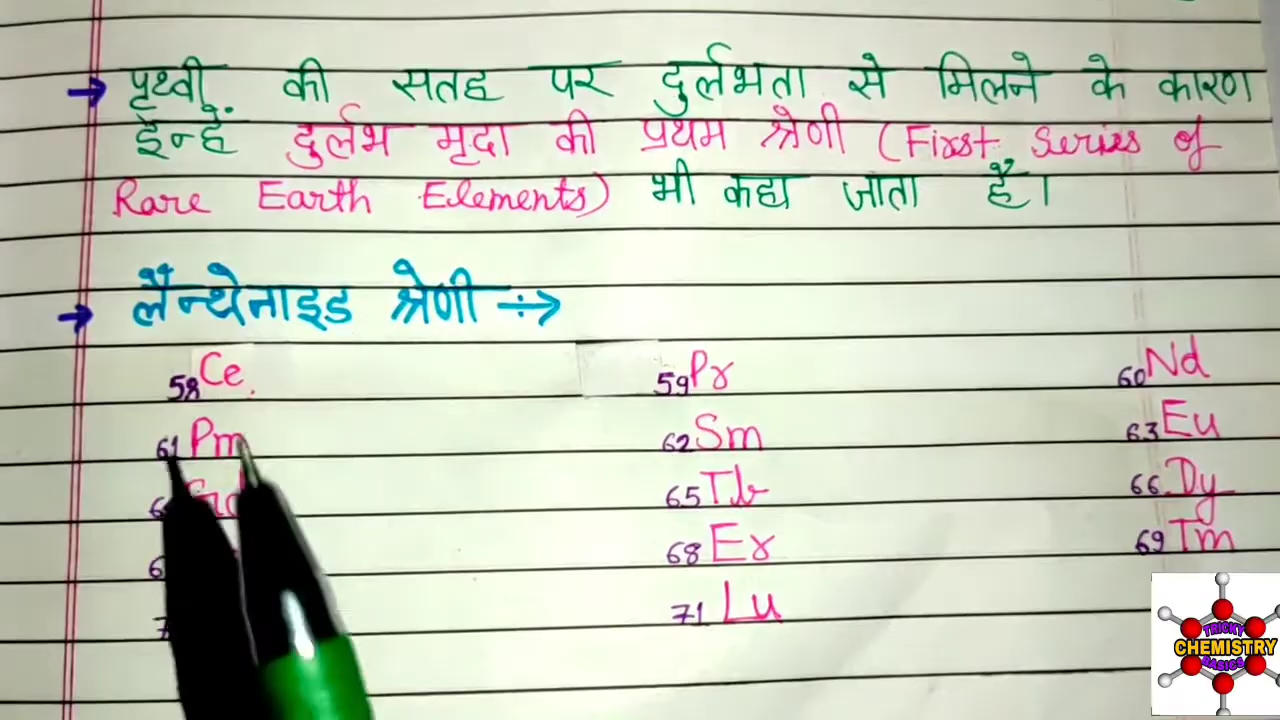 → पृथ्वी की सतह पर दुर्लभता से मिलने के कारण
इन्हें दुर्लभ मृदा की प्रथम श्रेणी (First Series of
Rare Earth Elements) भी कहा जाता है।
→ लैन्थेनाइड श्रेणी ÷→
58Ce. 59Pr 60Nd
61Pm 62Sm 63Eu
65Tb 66Dy
68Er 69Tm
71Lu
TRICKY
CHEMISTRY
BASICS